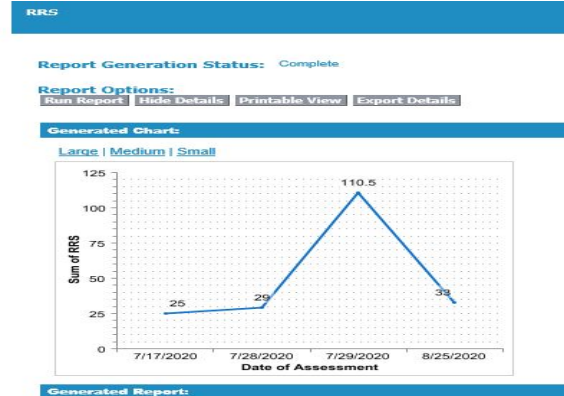 RRS
Report Generation Status: Complete
Report Options:
Run Report Hide Details Printable View Export Details
Generated Chart:
Large | Medium | Small
125
100
75
50
25
0
Sum of RRS
25
29
110.5
33
7/17/2020 7/28/2020 7/29/2020 8/25/2020
Date of Assessment
Generated Report: